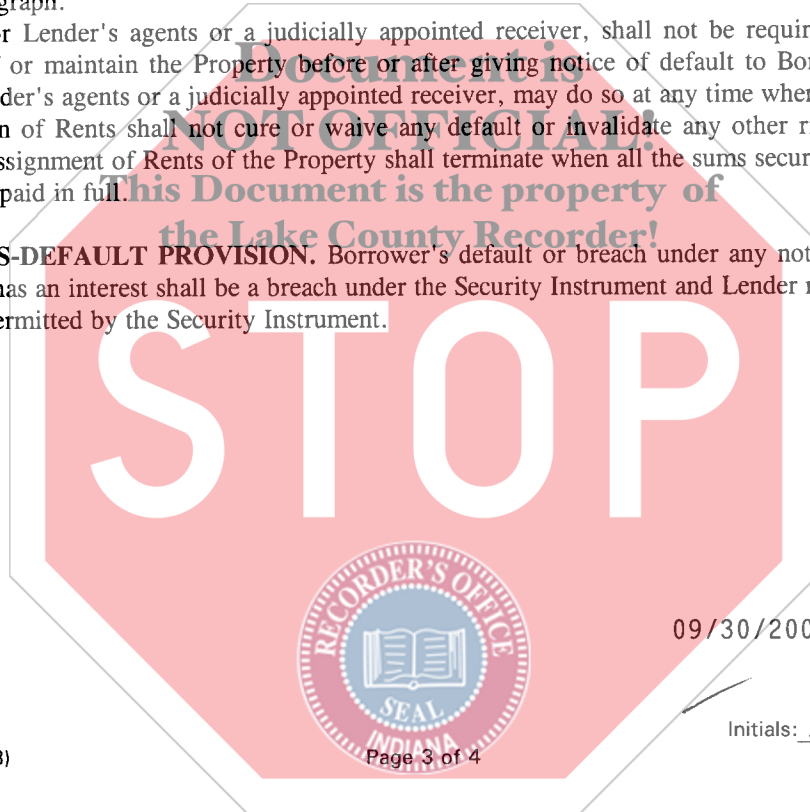 graph.
r Lender's agents or a judicially appointed receiver, shall not be requir
Document is
or maintain the Property before or after giving notice of default to Bor
der's agents or a judicially appointed receiver, may do so at any time when
NOT OFFICIAL!
n of Rents shall not cure or waive any default or invalidate any other r
ssignment of Rents of the Property shall terminate when all the sums secur
paid in full.
This Document is the property of
the Lake County Recorder!
S-DEFAULT PROVISION. Borrower's default or breach under any not
has an interest shall be a breach under the Security Instrument and Lender
ermitted by the Security Instrument.
STOP
RECORDER'S OFFICE
SEAL
INDIANA
09/30/200
Initials:
Page 3 of 4